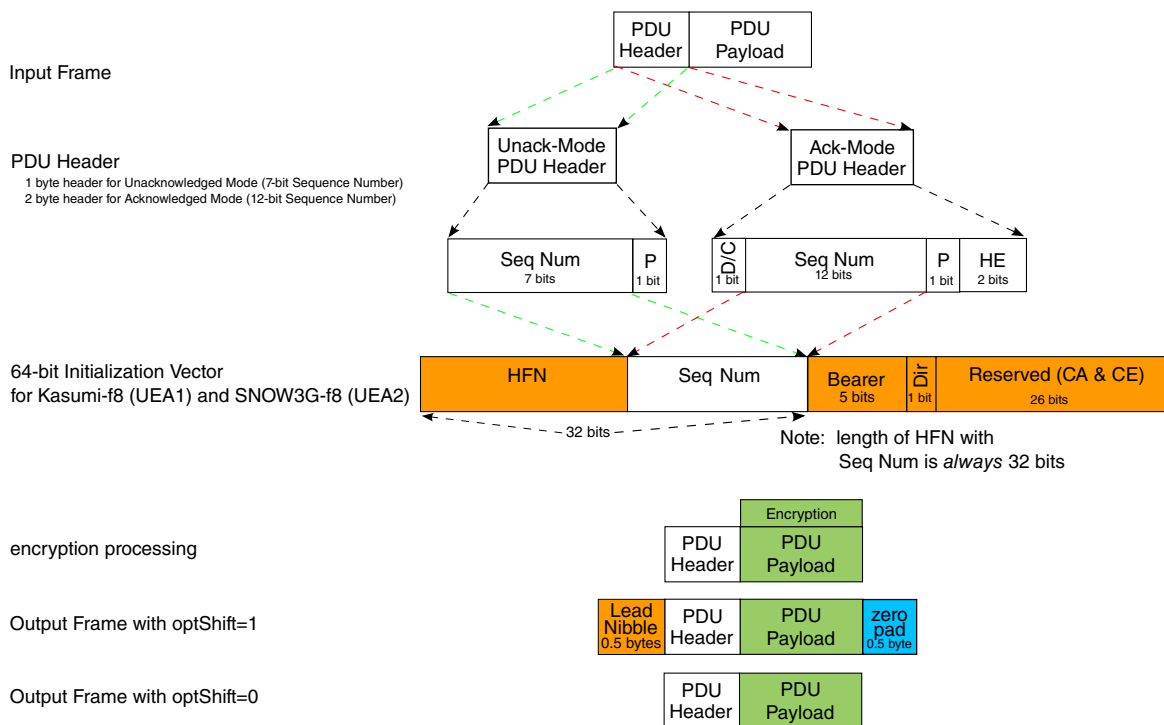 PDU
Header
PDU
Payload
Input Frame
Unack-Mode
PDU Header
Ack-Mode
PDU Header
PDU Header
1 byte header for Unacknowledged Mode (7-bit Sequence Number)
2 byte header for Acknowledged Mode (12-bit Sequence Number)
Seq Num
7 bits
P
1 bit
D/C
1 bit
Seq Num
12 bits
P
1 bit
HE
2 bits
64-bit Initialization Vector
for Kasumi-f8 (UEA1) and SNOW3G-f8 (UEA2)
HFN
Seq Num
Bearer
5 bits
Dir
1 bit
Reserved (CA & CE)
26 bits
32 bits
Note: length of HFN with
Seq Num is always 32 bits
encryption processing
Encryption
PDU
Header
PDU
Payload
Output Frame with optShift=1
Lead
Nibble
0.5 bytes
PDU
Header
PDU
Payload
zero
pad
0.5 byte
Output Frame with optShift=0
PDU
Header
PDU
Payload